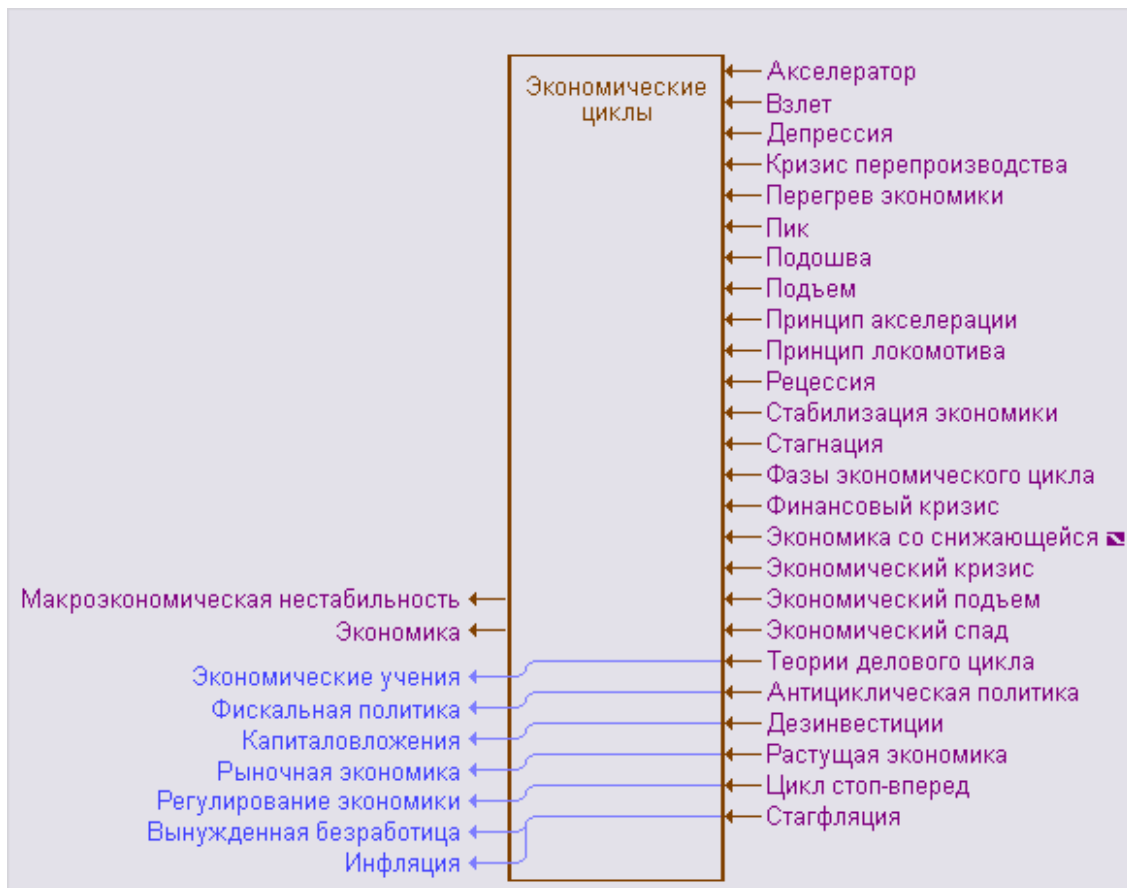 Экономические
циклы
Акселератор
Взлет
Депрессия
Кризис перепроизводства
Перегрев экономики
Пик
Подошва
Подъем
Принцип акселерации
Принцип локомотива
Рецессия
Стабилизация экономики
Стагнация
Фазы экономического цикла
Финансовый кризис
Экономика со снижающейся
Экономический кризис
Экономический подъем
Экономический спад
Теории делового цикла
Антициклическая политика
Дезинвестиции
Растущая экономика
Цикл стоп-вперед
Стагфляция
Макроэкономическая нестабильность
Экономика
Экономические учения
Фискальная политика
Капиталовложения
Рыночная экономика
Регулирование экономики
Вынужденная безработица
Инфляция